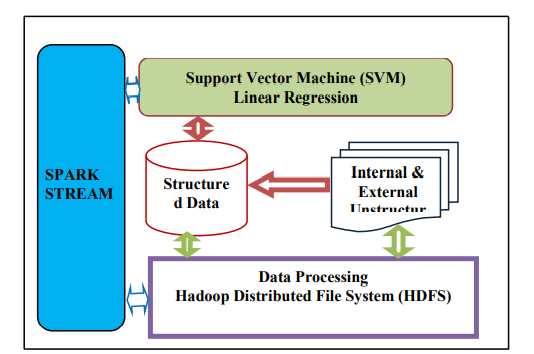 Support Vector Machine (SVM)
Linear Regression
SPARK
STREAM
Structure
d Data
Internal &
External
Unstructur
Data Processing
Hadoop Distributed File System (HDFS)